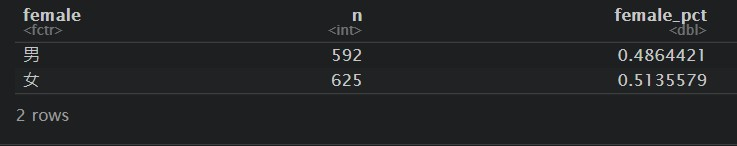 female n female_pct
<fctr> <int> <dbl>
男 592 0.4864421
女 625 0.5135579
2 rows